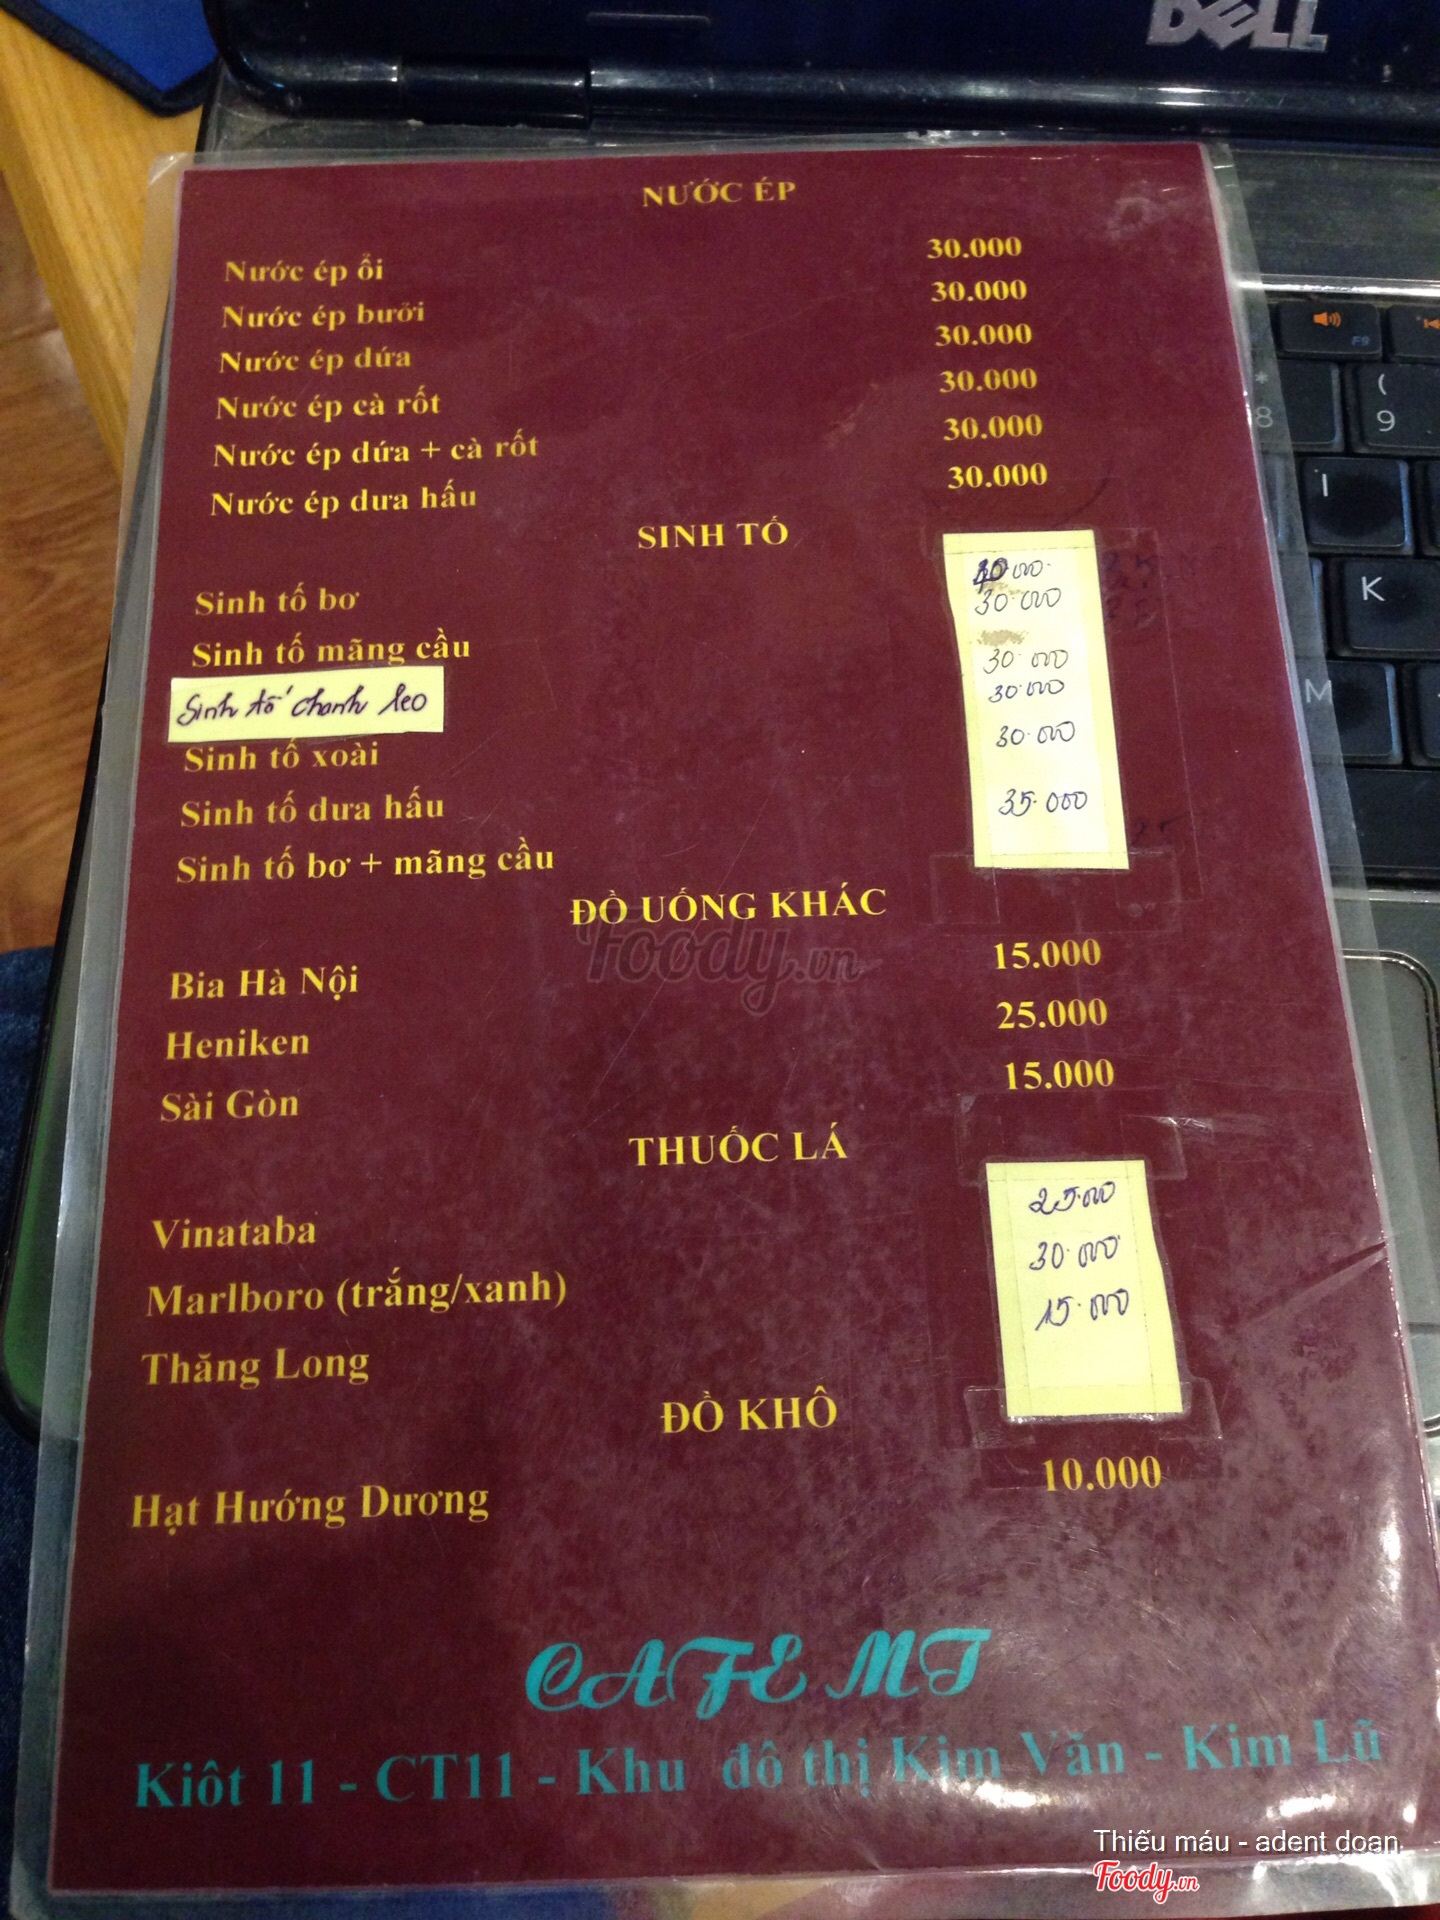 DELL
NƯỚC ÉP
Nước ép ổi 30.000
Nước ép bưởi 30.000
Nước ép dứa 30.000
Nước ép cà rốt 30.000
Nước ép dứa + cà rốt 30.000
Nước ép dưa hấu 30.000
SINH TỐ
Sinh tố bơ 40.000
Sinh tố mãng cầu 30.000
Sinh tố chanh leo 30.000
Sinh tố xoài 30.000
Sinh tố dưa hấu 30.000
Sinh tố bơ + mãng cầu 35.000
ĐỒ UỐNG KHÁC
Foody.vn
Bia Hà Nội 15.000
Heniken 25.000
Sài Gòn 15.000
THUỐC LÁ
Vinataba 25.000
Marlboro (trắng/xanh) 30.000
Thăng Long 15.000
ĐỒ KHÔ
Hạt Hướng Dương 10.000
CAFE MT
Kiôt 11 - CT11 - Khu đô thị Kim Văn - Kim Lũ
Thiếu máu - adent doan
Foody.vn
F9
*
8
(
9
I
K
M